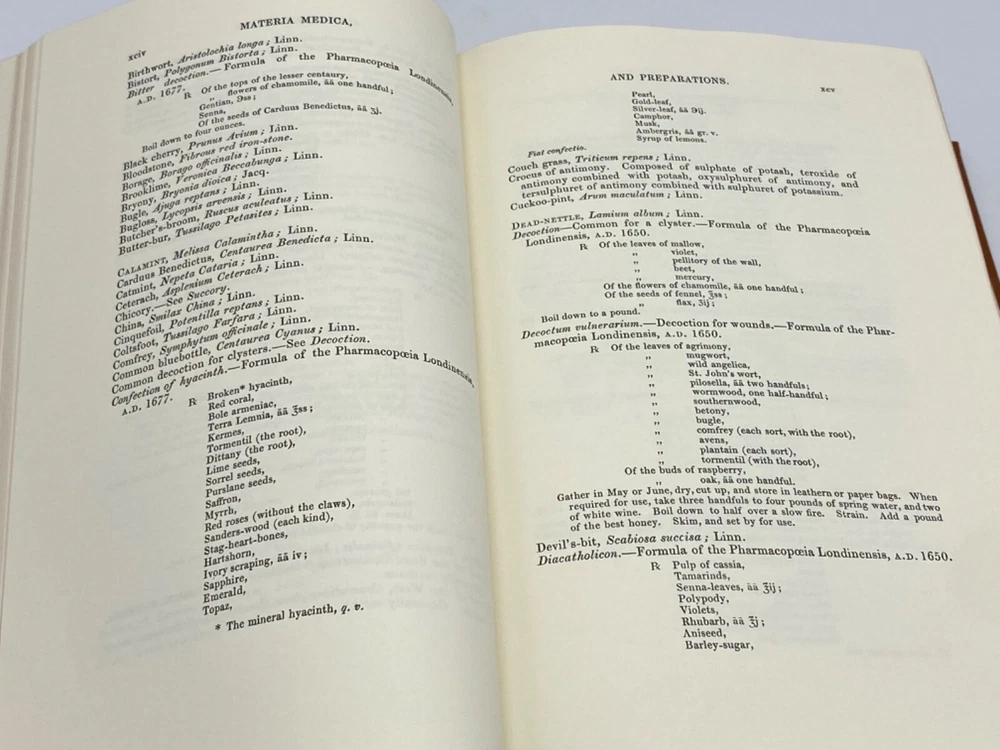 MATERIA MEDICA,
xciv
Birthwort, Aristolochia longa; Linn.
Bistort, Polygonum Bistorta; Linn.
Bitter decoction.—Formula of the Pharmacopœia Londinensis,
A.D. 1677.
℞ Of the tops of the lesser centaury,
„ flowers of chamomile, āā one handful;
Gentian, ℈ss;
Senna,
Of the seeds of Carduus Benedictus, āā ʒj.
Boil down to four ounces.
Black cherry, Prunus Avium; Linn.
Bloodstone, Fibrous red iron-stone.
Borage, Borago officinalis; Linn.
Brooklime, Veronica Beccabunga; Linn.
Bryony, Bryonia dioica; Jacq.
Bugle, Ajuga reptans; Linn.
Bugloss, Lycopsis arvensis; Linn.
Butcher's-broom, Ruscus aculeatus; Linn.
Butter-bur, Tussilago Petasites; Linn.
CALAMINT, Melissa Calamintha; Linn.
Carduus Benedictus, Centaurea Benedicta; Linn.
Catmint, Nepeta Cataria; Linn.
Ceterach, Asplenium Ceterach; Linn.
Chicory.—See Succory.
China, Smilax China; Linn.
Cinquefoil, Potentilla reptans; Linn.
Coltsfoot, Tussilago Farfara; Linn.
Comfrey, Symphytum officinale; Linn.
Common bluebottle, Centaurea Cyanus; Linn.
Common decoction for clysters.—See Decoction.
Confection of hyacinth.—Formula of the Pharmacopœia Londinensis,
A.D. 1677.
℞ Broken* hyacinth,
Red coral,
Bole armeniac,
Terra Lemnia, āā ℥ss;
Kermes,
Tormentil (the root),
Dittany (the root),
Lime seeds,
Sorrel seeds,
Purslane seeds,
Saffron,
Myrrh,
Red roses (without the claws),
Sanders-wood (each kind),
Stag-heart-bones,
Hartshorn,
Ivory scraping, āā iv;
Sapphire,
Emerald,
Topaz,
* The mineral hyacinth, q. v.
AND PREPARATIONS.
xcv
Pearl,
Gold-leaf,
Silver-leaf, āā ℈ij.
Camphor,
Musk,
Ambergris, āā gr. v.
Syrup of lemons.
Fiat confectio.
Couch grass, Triticum repens; Linn.
Crocus of antimony. Composed of sulphate of potash, teroxide of
antimony combined with potash, oxysulphuret of antimony, and
tersulphuret of antimony combined with sulphuret of potassium.
Cuckoo-pint, Arum maculatum; Linn.
DEAD-NETTLE, Lamium album; Linn.
Decoction—Common for a clyster.—Formula of the Pharmacopœia
Londinensis, A.D. 1650.
℞ Of the leaves of mallow,
„ violet,
„ pellitory of the wall,
„ beet,
„ mercury,
Of the flowers of chamomile, āā one handful;
Of the seeds of fennel, ℥ss;
„ flax, ʒij;
Boil down to a pound.
Decoctum vulnerarium.—Decoction for wounds.—Formula of the Phar-
macopœia Londinensis, A.D. 1650.
℞ Of the leaves of agrimony,
„ mugwort,
„ wild angelica,
„ St. John's wort,
„ pilosella, āā two handfuls;
„ wormwood, one half-handful;
„ southernwood,
„ betony,
„ bugle,
„ comfrey (each sort, with the root),
„ avens,
„ plantain (each sort),
„ tormentil (with the root),
Of the buds of raspberry,
„ oak, āā one handful.
Gather in May or June, dry, cut up, and store in leathern or paper bags. When
required for use, take three handfuls to four pounds of spring water, and two
of white wine. Boil down to half over a slow fire. Strain. Add a pound
of the best honey. Skim, and set by for use.
Devil's-bit, Scabiosa succisa; Linn.
Diacatholicon.—Formula of the Pharmacopœia Londinensis, A.D. 1650.
℞ Pulp of cassia,
Tamarinds,
Senna-leaves, āā ℥ij;
Polypody,
Violets,
Rhubarb, āā ℥j;
Aniseed,
Barley-sugar,